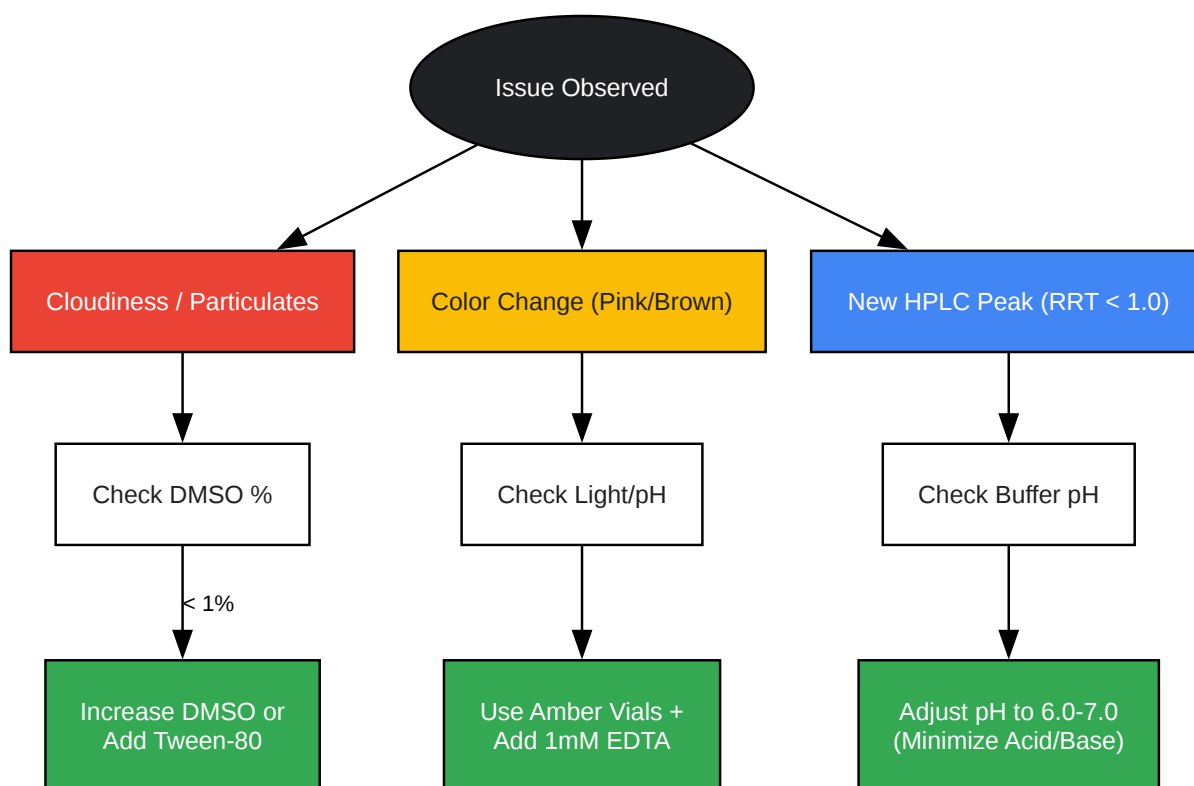 Issue Observed
Cloudiness / Particulates
Color Change (Pink/Brown)
New HPLC Peak (RRT < 1.0)
Check DMSO %
Check Light/pH
Check Buffer pH
< 1%
Increase DMSO or
Add Tween-80
Use Amber Vials +
Add 1mM EDTA
Adjust pH to 6.0-7.0
(Minimize Acid/Base)